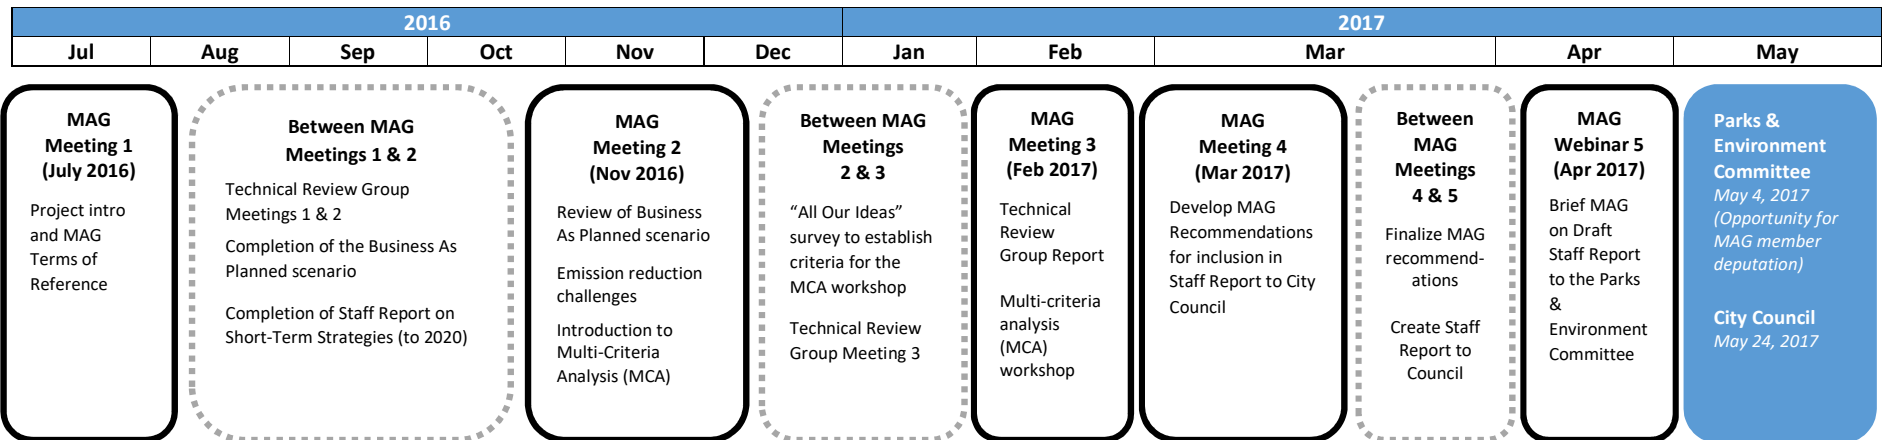 2016
2017
Jul
Aug
Sep
Oct
Nov
Dec
Jan
Feb
Mar
Apr
May
MAG
Meeting 1
(July 2016)
Project intro
and MAG
Terms of
Reference
Between MAG
Meetings 1 & 2
Technical Review Group
Meetings 1 & 2
Completion of the Business As
Planned scenario
Completion of Staff Report on
Short-Term Strategies (to 2020)
MAG
Meeting 2
(Nov 2016)
Review of Business
As Planned scenario
Emission reduction
challenges
Introduction to
Multi-Criteria
Analysis (MCA)
Between MAG
Meetings
2 & 3
“All Our Ideas”
survey to establish
criteria for the
MCA workshop
Technical Review
Group Meeting 3
MAG
Meeting 3
(Feb 2017)
Technical
Review
Group Report
Multi-criteria
analysis
(MCA)
workshop
MAG
Meeting 4
(Mar 2017)
Develop MAG
Recommendations
for inclusion in
Staff Report to City
Council
Between
MAG
Meetings
4 & 5
Finalize MAG
recommend-
ations
Create Staff
Report to
Council
MAG
Webinar 5
(Apr 2017)
Brief MAG
on Draft
Staff Report
to the Parks
&
Environment
Committee
Parks &
Environment
Committee
May 4, 2017
(Opportunity for
MAG member
deputation)
City Council
May 24, 2017